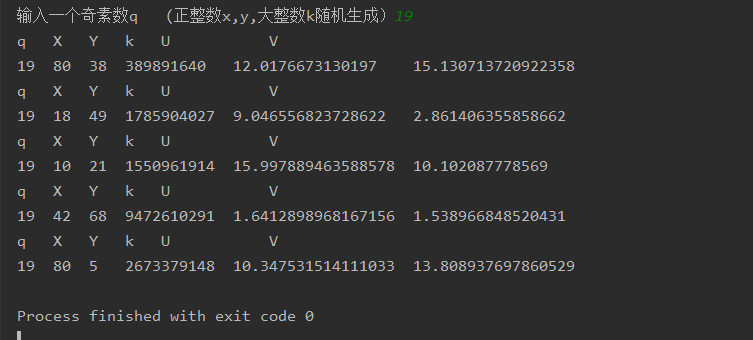 输入一个奇素数q （正整数x,y,大整数k随机生成）19
q X Y k U V
19 80 38 389891640 12.0176673130197 15.130713720922358
q X Y k U V
19 18 49 1785904027 9.046556823728622 2.861406355858662
q X Y k U V
19 10 21 1550961914 15.997889463588578 10.102087778569
q X Y k U V
19 42 68 9472610291 1.6412898968167156 1.538966848520431
q X Y k U V
19 80 5 2673379148 10.347531514111033 13.808937697860529
Process finished with exit code 0